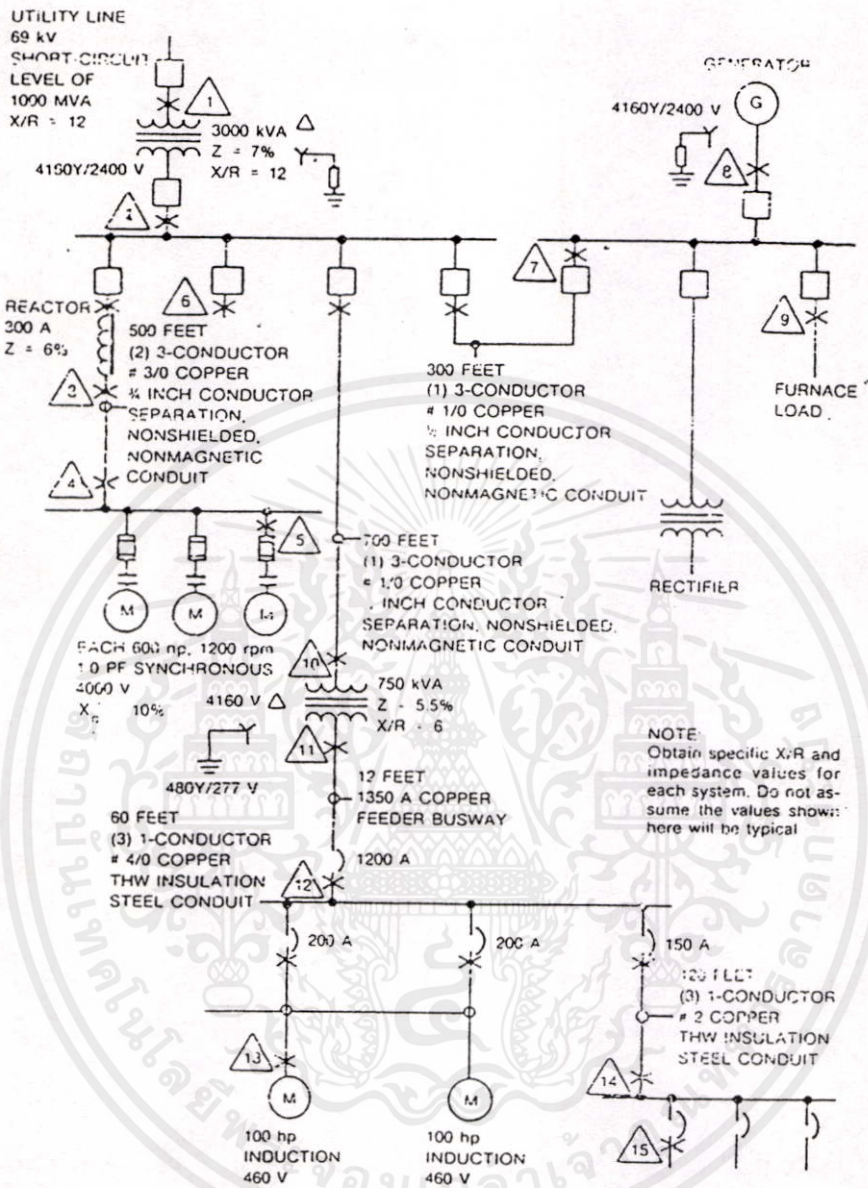 UTILITY LINE
69 kV
SHORT-CIRCUIT
LEVEL OF
1000 MVA
X/R = 12
1
3000 kVA △
Z = 7%
X/R = 12
4150Y/2400 V
GENERATOR
G
4160Y/2400 V
8
7
6
9
REACTOR
300 A
Z = 6%
500 FEET
(2) 3-CONDUCTOR
# 3/0 COPPER
¾ INCH CONDUCTOR
SEPARATION,
NONSHIELDED,
NONMAGNETIC
CONDUIT
3
4
300 FEET
(1) 3-CONDUCTOR
# 1/0 COPPER
INCH CONDUCTOR
SEPARATION,
NONSHIELDED,
NONMAGNETIC CONDUIT
FURNACE
LOAD
RECTIFIER
5
M
M
M
EACH 600 hp, 1200 rpm
1.0 PF SYNCHRONOUS
4000 V
10%
700 FEET
(1) 3-CONDUCTOR
# 1/0 COPPER
INCH CONDUCTOR
SEPARATION, NONSHIELDED,
NONMAGNETIC CONDUIT
10
4160 V △
750 kVA
Z - 5.5%
X/R - 6
11
480Y/277 V
12 FEET
1350 A COPPER
FEEDER BUSWAY
NOTE
Obtain specific X/R and
impedance values for
each system. Do not as-
sume the values shown
here will be typical
60 FEET
(3) 1-CONDUCTOR
# 4/0 COPPER
THW INSULATION
STEEL CONDUIT
12
1200 A
200 A
200 A
150 A
120 FEET
(3) 1-CONDUCTOR
# 2 COPPER
THW INSULATION
STEEL CONDUIT
13
14
15
M
M
100 hp
INDUCTION
460 V
100 hp
INDUCTION
460 V